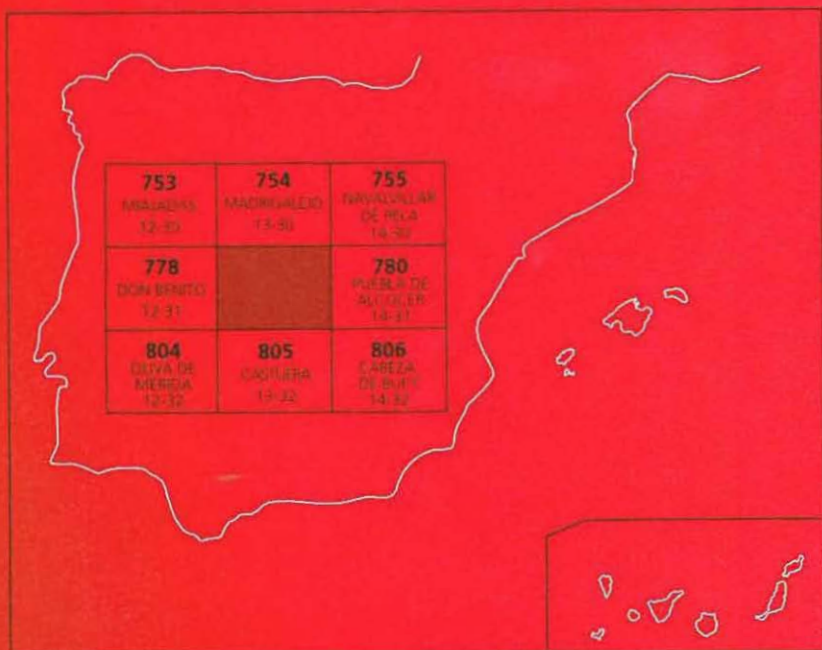 753
MIAJADAS
12-30
754
MADRIGALEJO
13-30
755
NAVALVILLAR
DE PELA
14-30
778
DON BENITO
12-31
780
PUEBLA DE
ALCOCER
14-31
804
OLIVA DE
MERIDA
12-32
805
CASTUERA
13-32
806
CABEZA
DE BUEY
14-32